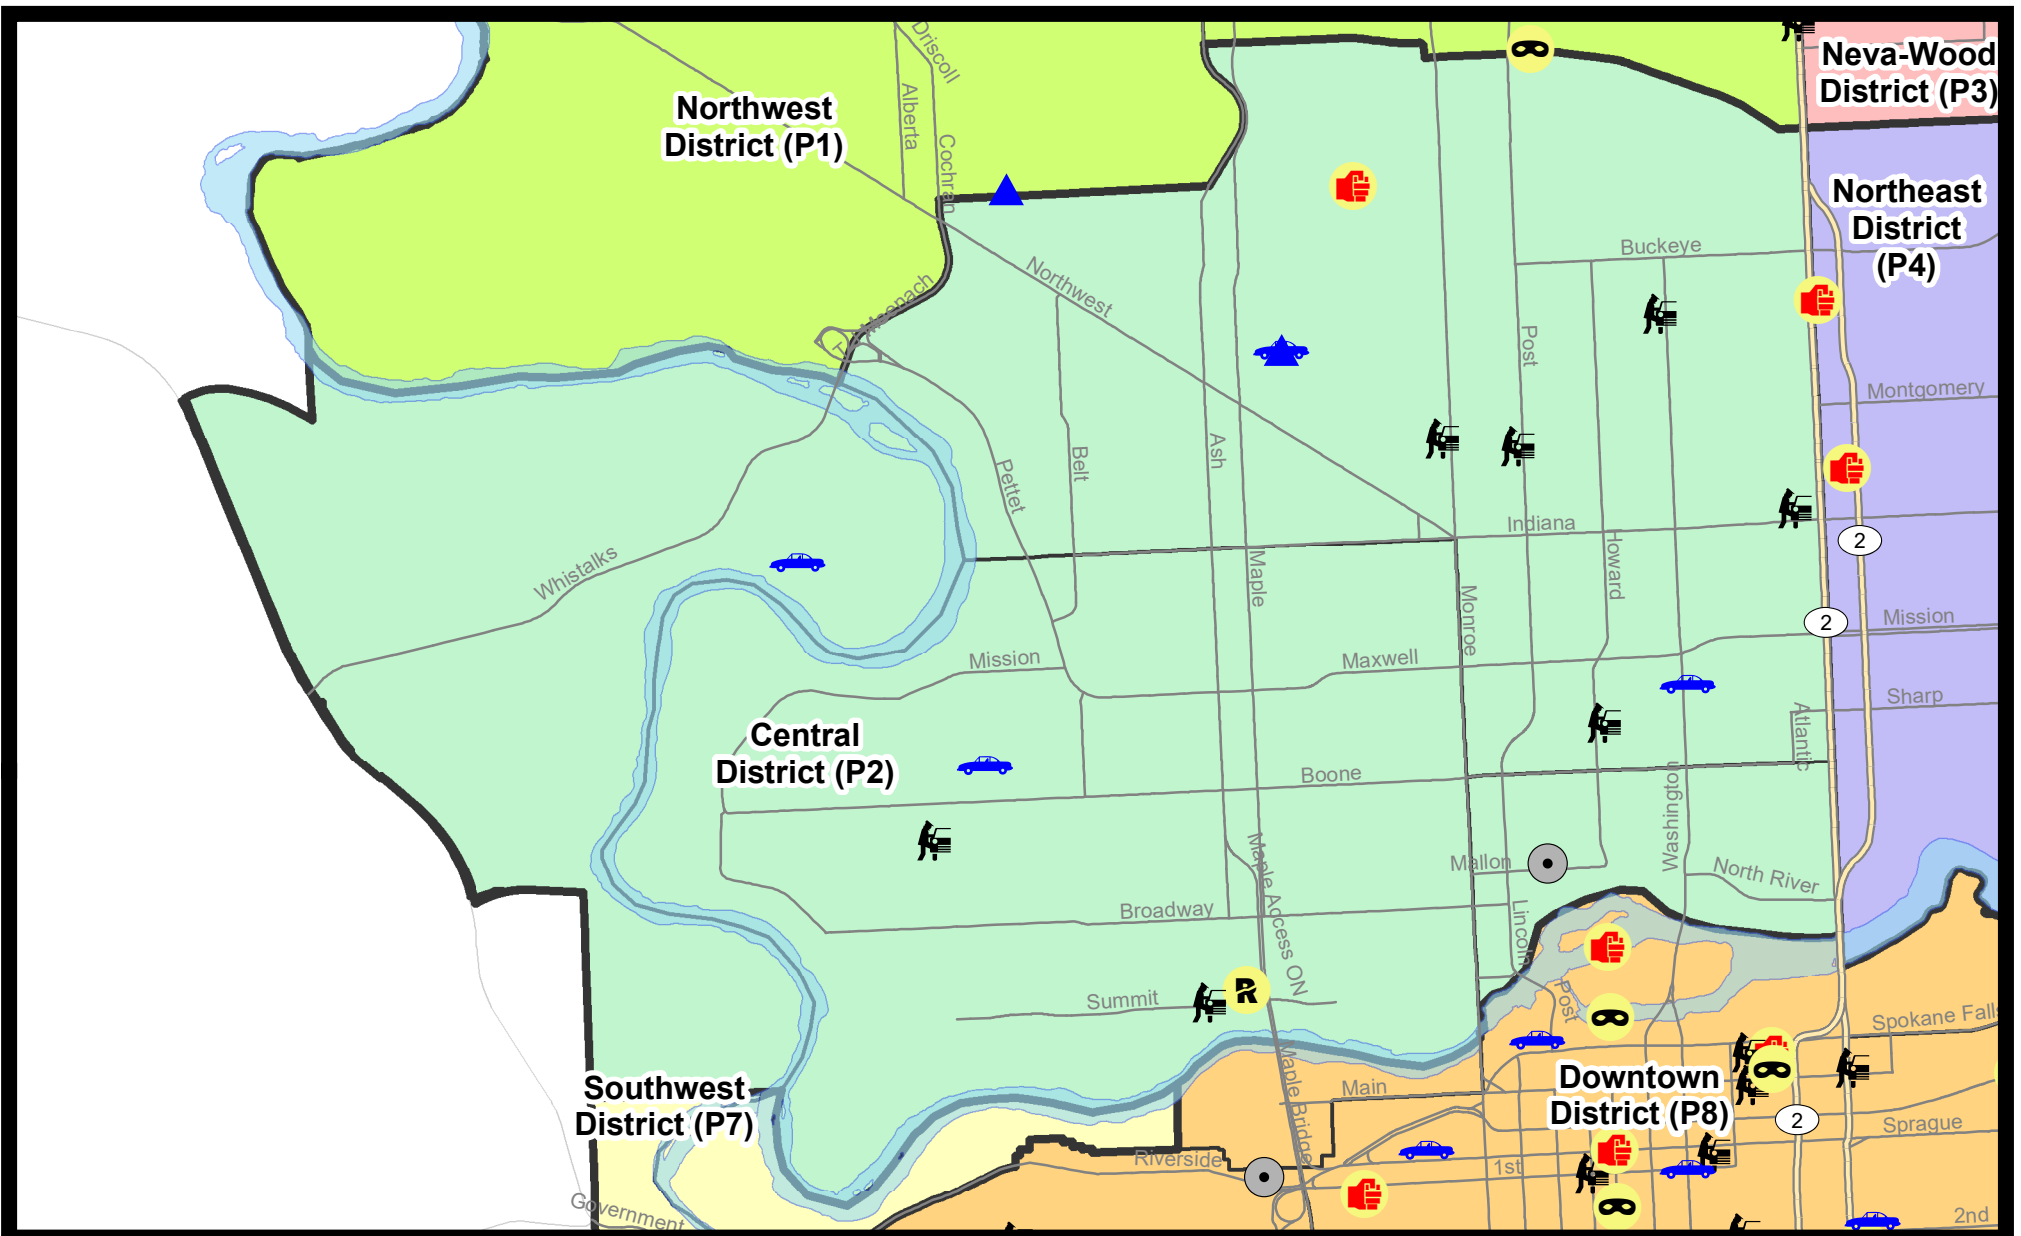 Driscoll
Neva-Wood
District (P3)
Northwest
District (P1)
Alberta
Cochran
Northeast
District
(P4)
Buckeye
Northwest
Post
Montgomery
Ash
Belt
Pettet
Indiana
2
Whistalks
Maple
Howard
Monroe
2
Mission
Mission
Maxwell
Sharp
Atlantic
Central
District (P2)
Boone
Washington
Mallon
North River
Maple Access ON
Broadway
Lincoln
Summit
Post
Spokane Falls
Southwest
District (P7)
Maple Bridge
Main
Downtown
District (P8)
2
Sprague
Riverside
1st
Government
2nd
R